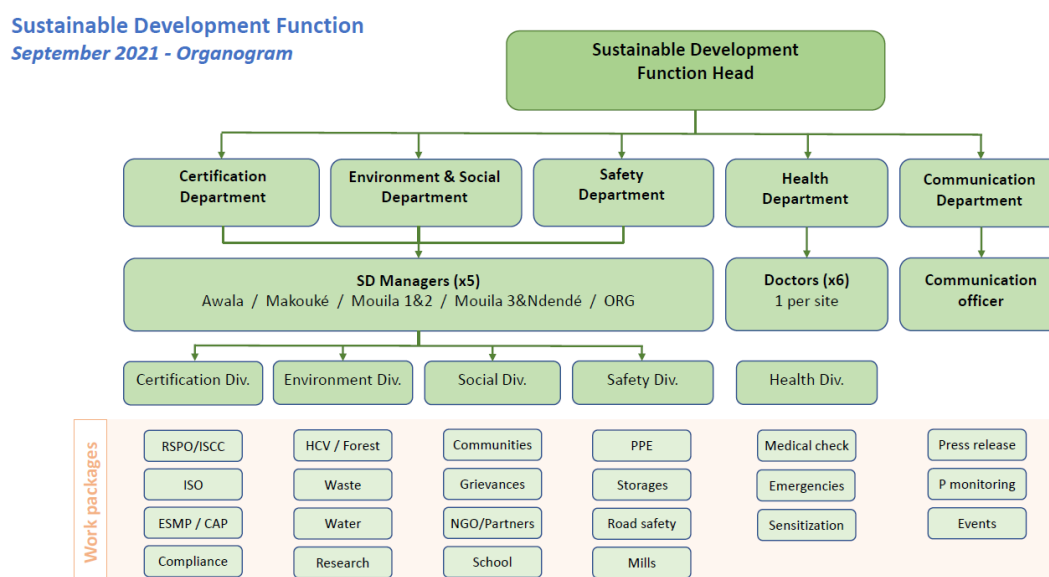 Sustainable Development Function
September 2021 - Organogram
Sustainable Development
Function Head
Certification
Department
Environment & Social
Department
Safety
Department
Health
Department
Communication
Department
SD Managers (x5)
Awala / Makouké / Mouila 1&2 / Mouila 3&Ndendé / ORG
Doctors (x6)
1 per site
Communication
officer
Certification Div.
Environment Div.
Social Div.
Safety Div.
Health Div.
Work packages
RSPO/ISCC
HCV / Forest
Communities
PPE
Medical check
Press release
ISO
Waste
Grievances
Storages
Emergencies
P monitoring
ESMP / CAP
Water
NGO/Partners
Road safety
Sensitization
Events
Compliance
Research
School
Mills